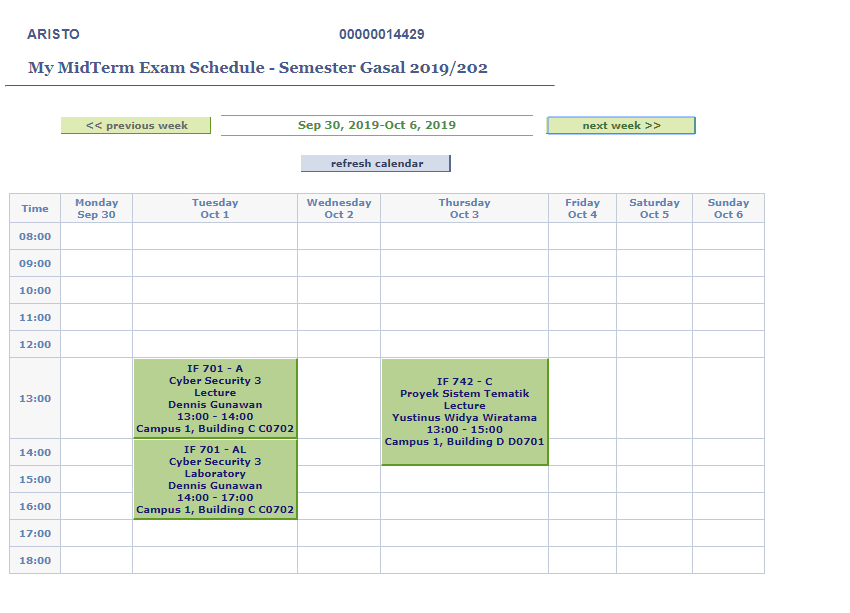 ARISTO 00000014429
My MidTerm Exam Schedule - Semester Gasal 2019/202
<< previous week Sep 30, 2019-Oct 6, 2019 next week >>
refresh calendar
Time
Monday
Sep 30
Tuesday
Oct 1
Wednesday
Oct 2
Thursday
Oct 3
Friday
Oct 4
Saturday
Oct 5
Sunday
Oct 6
08:00
09:00
10:00
11:00
12:00
13:00
IF 701 - A
Cyber Security 3
Lecture
Dennis Gunawan
13:00 - 14:00
Campus 1, Building C C0702
IF 742 - C
Proyek Sistem Tematik
Lecture
Yustinus Widya Wiratama
13:00 - 15:00
Campus 1, Building D D0701
14:00
IF 701 - AL
Cyber Security 3
Laboratory
Dennis Gunawan
14:00 - 17:00
Campus 1, Building C C0702
15:00
16:00
17:00
18:00